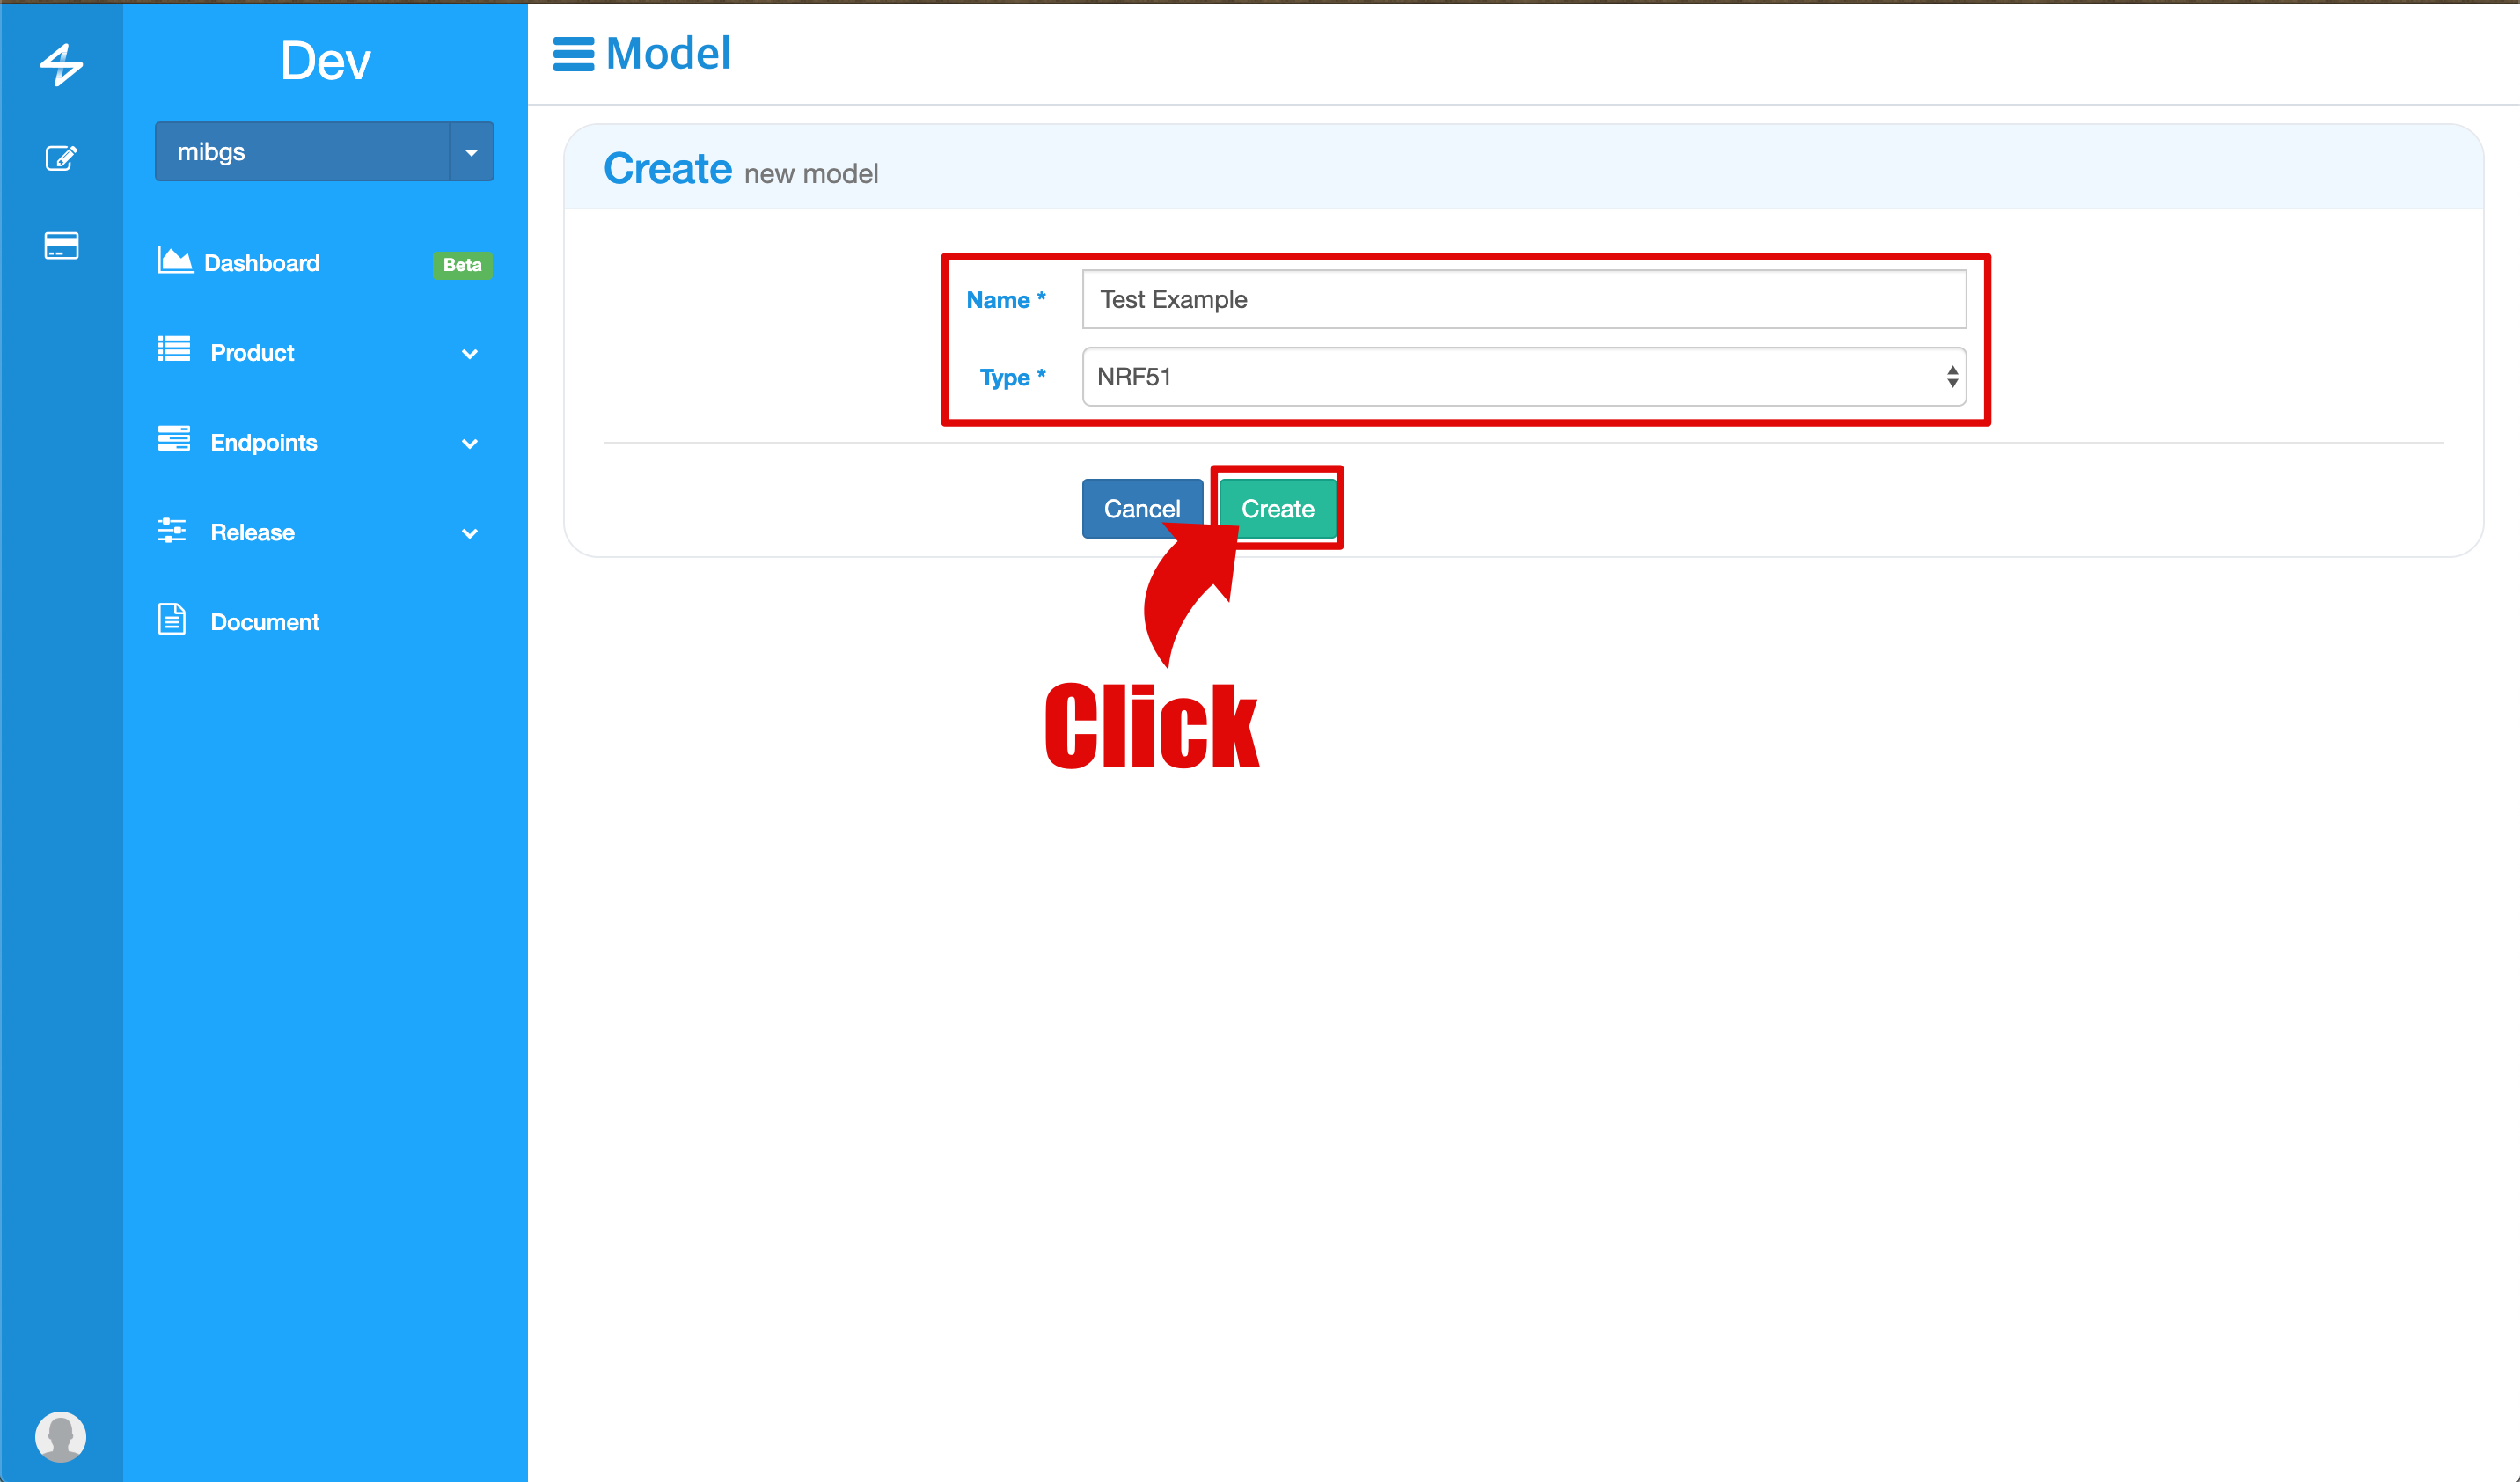 Dev
mibgs
Dashboard Beta
Product
Endpoints
Release
Document
Model
Create new model
Name * Test Example
Type * NRF51
Cancel Create
Click